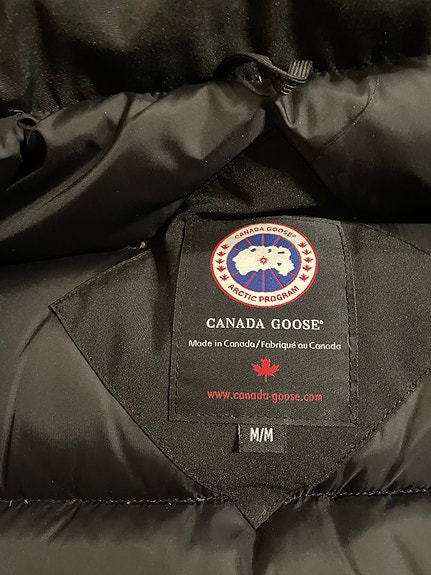 CANADA GOOSE®
ARCTIC PROGRAM
CANADA GOOSE®
Made in Canada/Fabriqué au Canada
www.canada-goose.com
M/M